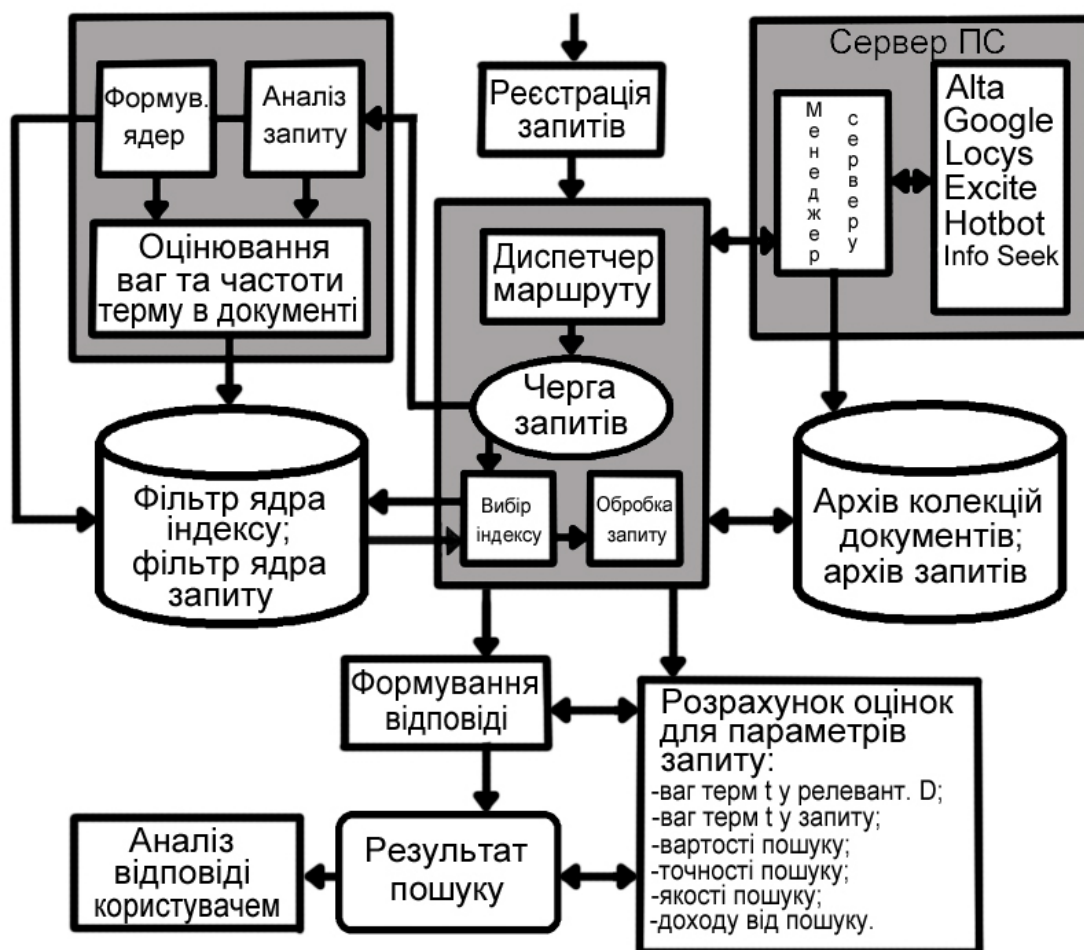 Формув.
ядер
Аналіз
запиту
Оцінювання
ваг та частоти
терму в документі
Реєстрація
запитів
Сервер ПС
Менеджер
серверу
Alta
Google
Locys
Excite
Hotbot
Info Seek
Диспетчер
маршруту
Черга
запитів
Вибір
індексу
Обробка
запиту
Фільтр ядра
індексу;
фільтр ядра
запиту
Архів колекцій
документів;
архів запитів
Формування
відповіді
Розрахунок оцінок
для параметрів
запиту:
-ваг терм t у релевант. D;
-ваг терм t у запиту;
-вартості пошуку;
-точності пошуку;
-якості пошуку;
-доходу від пошуку.
Результат
пошуку
Аналіз
відповіді
користувачем